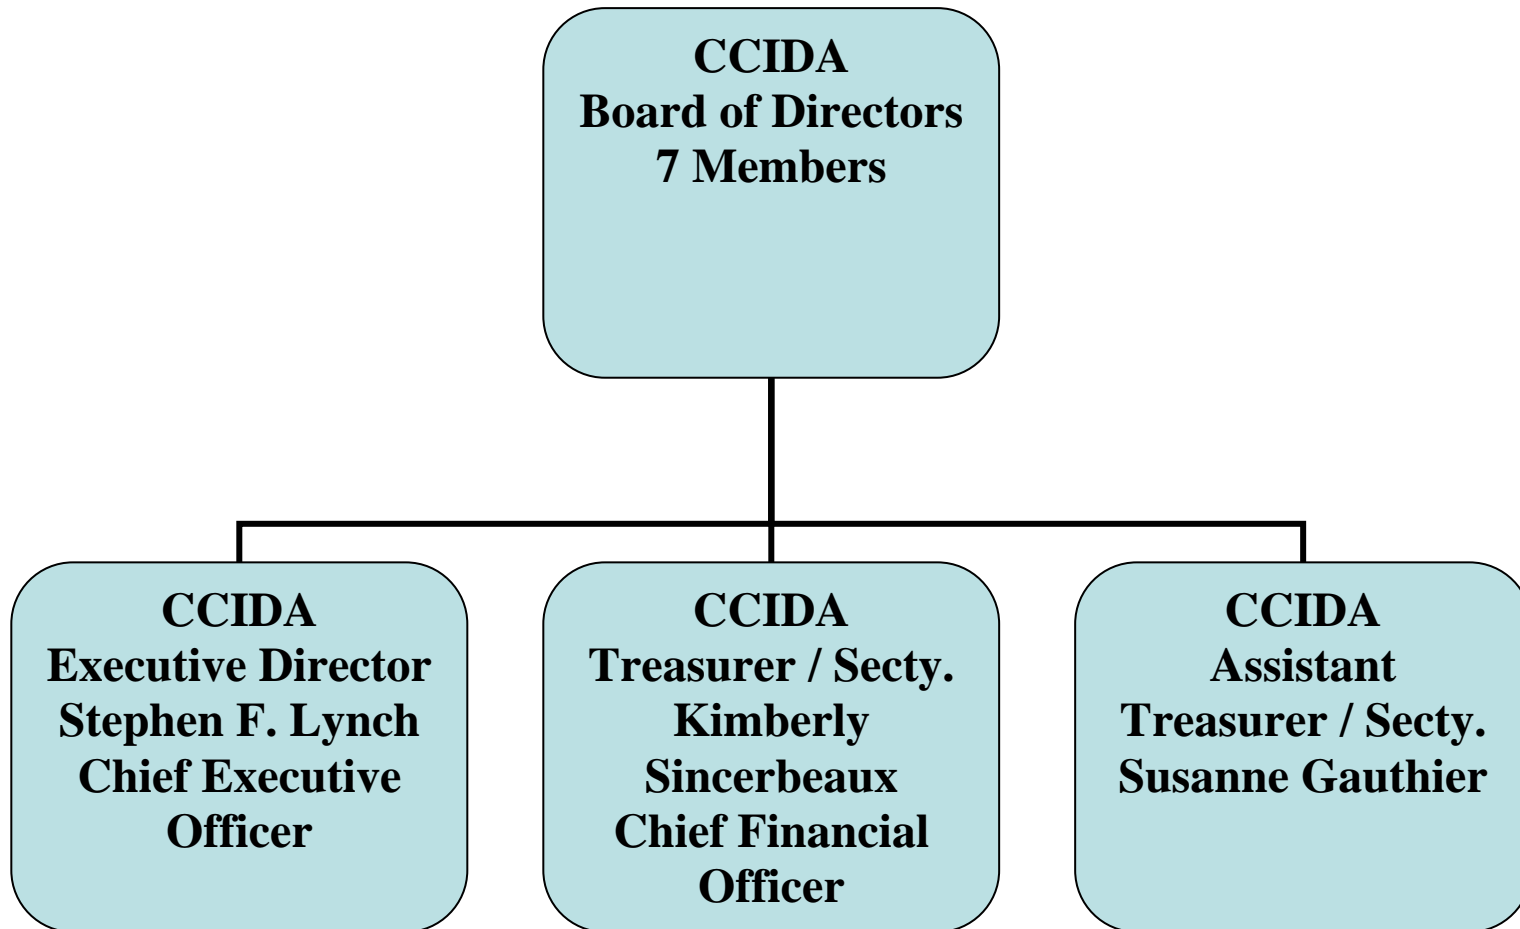 CCIDA
Board of Directors
7 Members
CCIDA
Executive Director
Stephen F. Lynch
Chief Executive
Officer
CCIDA
Treasurer / Secty.
Kimberly
Sincerbeaux
Chief Financial
Officer
CCIDA
Assistant
Treasurer / Secty.
Susanne Gauthier